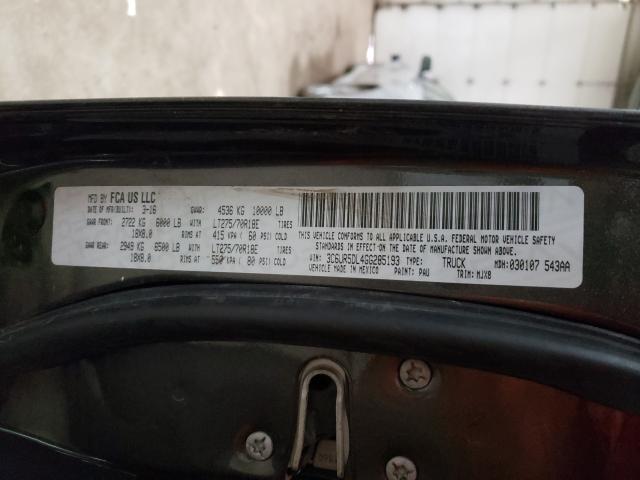 MFD BY FCA US LLC
DATE OF MFR(BUILT): 3-16 GVWR: 4536 KG 10000 LB
GAWR FRONT: 2722 KG 6000 LB WITH LT275/70R18E TIRES
18X8.0 RIMS AT 415 KPA ( 60 PSI) COLD
GAWR REAR: 2948 KG 6500 LB WITH LT275/70R18E TIRES
18X8.0 RIMS AT 550 KPA ( 80 PSI) COLD
THIS VEHICLE CONFORMS TO ALL APPLICABLE U.S.A. FEDERAL MOTOR VEHICLE SAFETY
STANDARDS IN EFFECT ON THE DATE OF MANUFACTURE SHOWN ABOVE.
VIN: 3C6UR5DL4GG285193 TYPE: TRUCK MDH: 030107 543AA
VEHICLE MADE IN MEXICO PAINT: PAU TRIM: MJX8